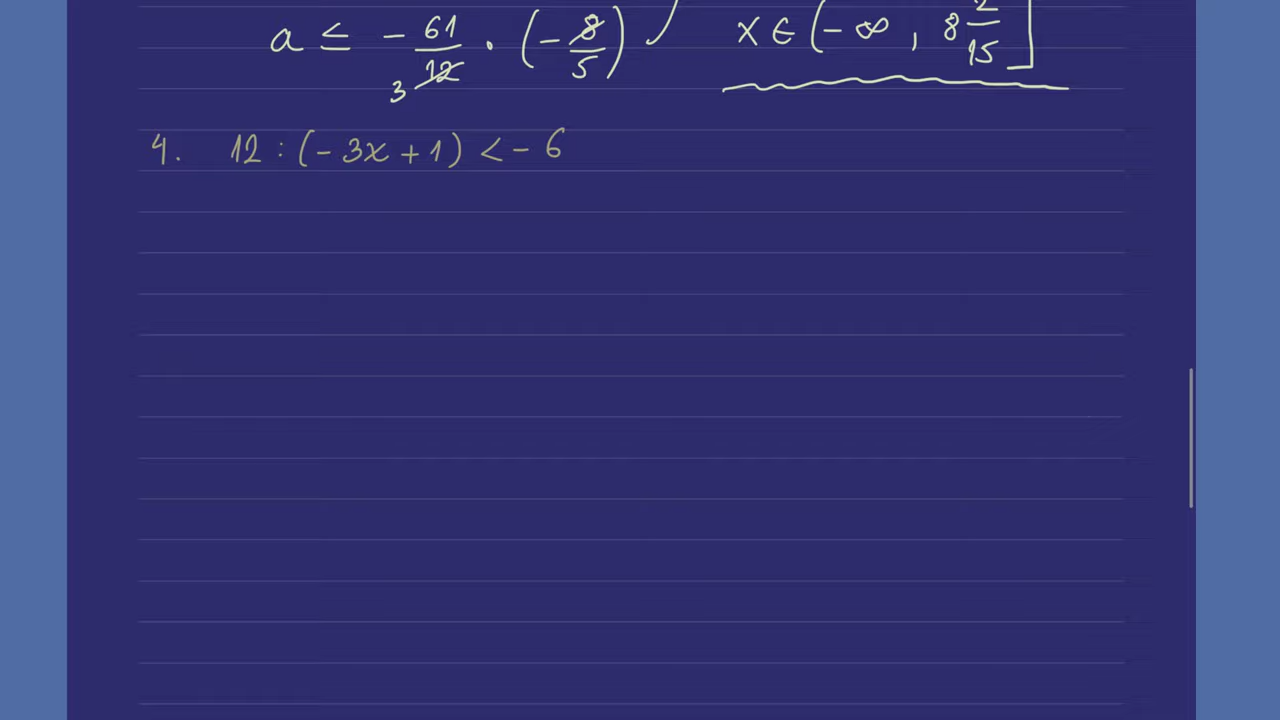 a ≤ - 61/12 · (- 8/5) x ∈ (-∞, 8 2/15]
3
4. 12 : (-3x + 1) < - 6